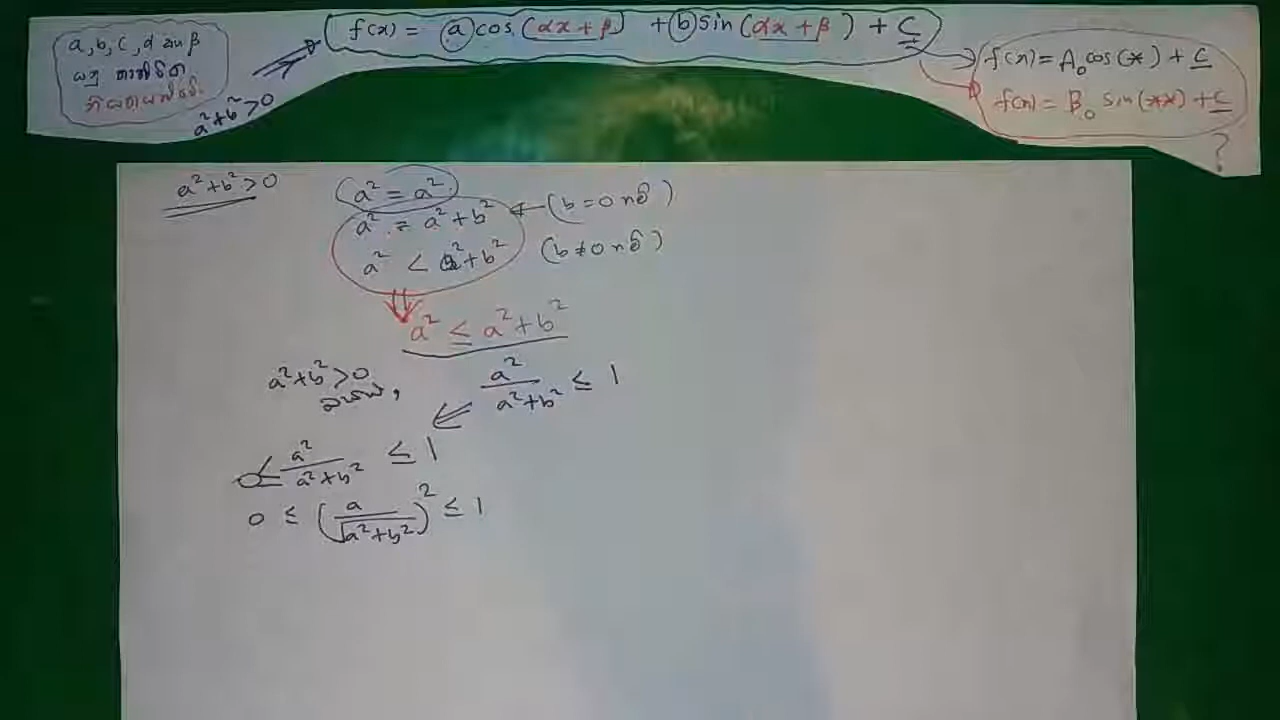 a, b, c, α සහ β
යනු තාත්වික
f(x) = a cos (αx + β) + b sin (αx + β) + c
a² + b² > 0
f(x) = A₀ cos (*) + c
f(x) = B₀ sin (**) + c
?
a² + b² > 0
(a² = a²)
a² = a² + b² ← (b = 0 විට)
a² < a² + b² (b ≠ 0 විට)
a² ≤ a² + b²
a² + b² > 0
a²/(a² + b²) ≤ 1
0 ≤ a²/(a² + b²) ≤ 1
0 ≤ (a/√(a² + b²))² ≤ 1